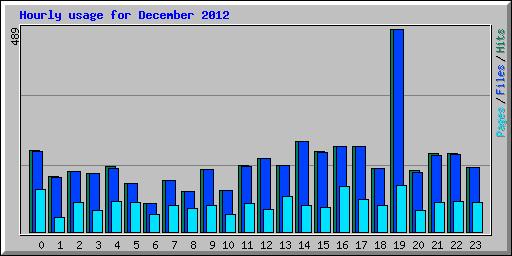 Hourly usage for December 2012
489
Pages/Files/Hits
0 1 2 3 4 5 6 7 8 9 10 11 12 13 14 15 16 17 18 19 20 21 22 23